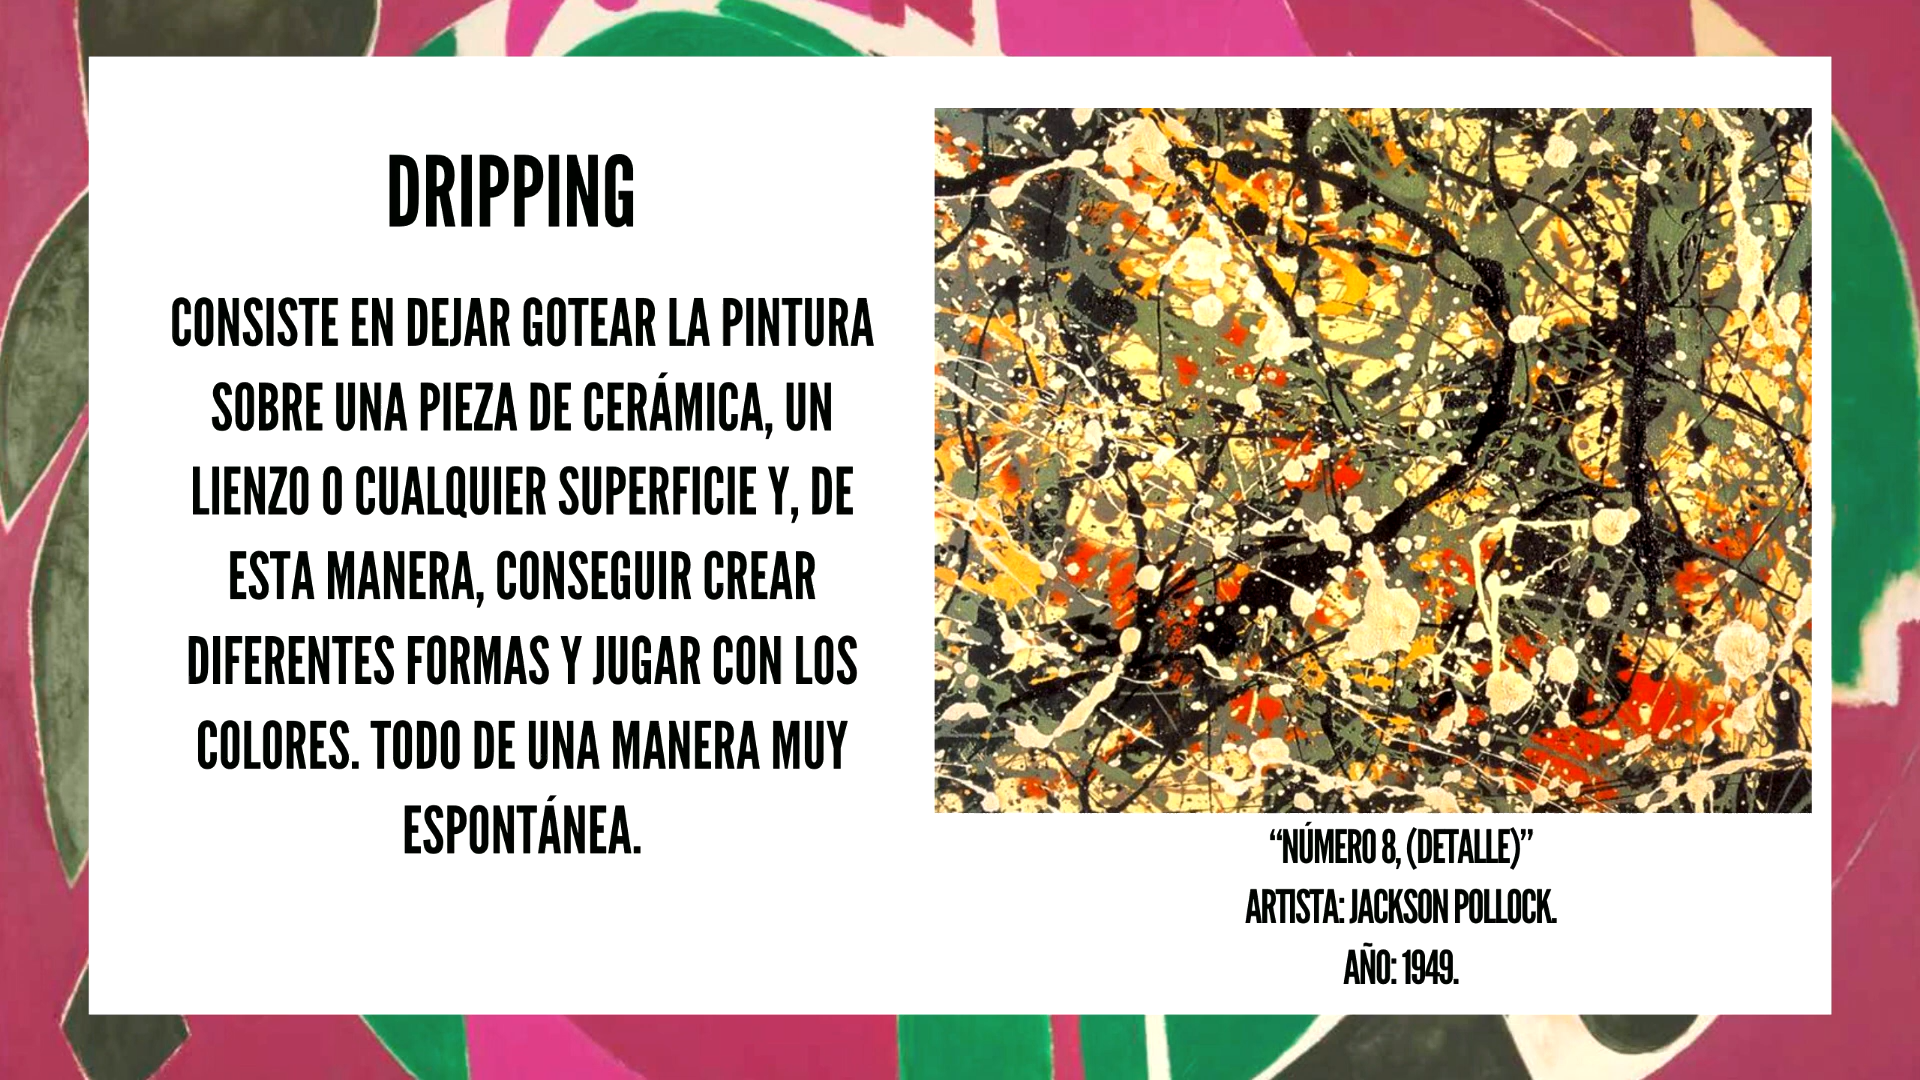 DRIPPING
CONSISTE EN DEJAR GOTEAR LA PINTURA
SOBRE UNA PIEZA DE CERÁMICA, UN
LIENZO O CUALQUIER SUPERFICIE Y, DE
ESTA MANERA, CONSEGUIR CREAR
DIFERENTES FORMAS Y JUGAR CON LOS
COLORES. TODO DE UNA MANERA MUY
ESPONTÁNEA.
“NÚMERO 8, (DETALLE)”
ARTISTA: JACKSON POLLOCK.
AÑO: 1949.